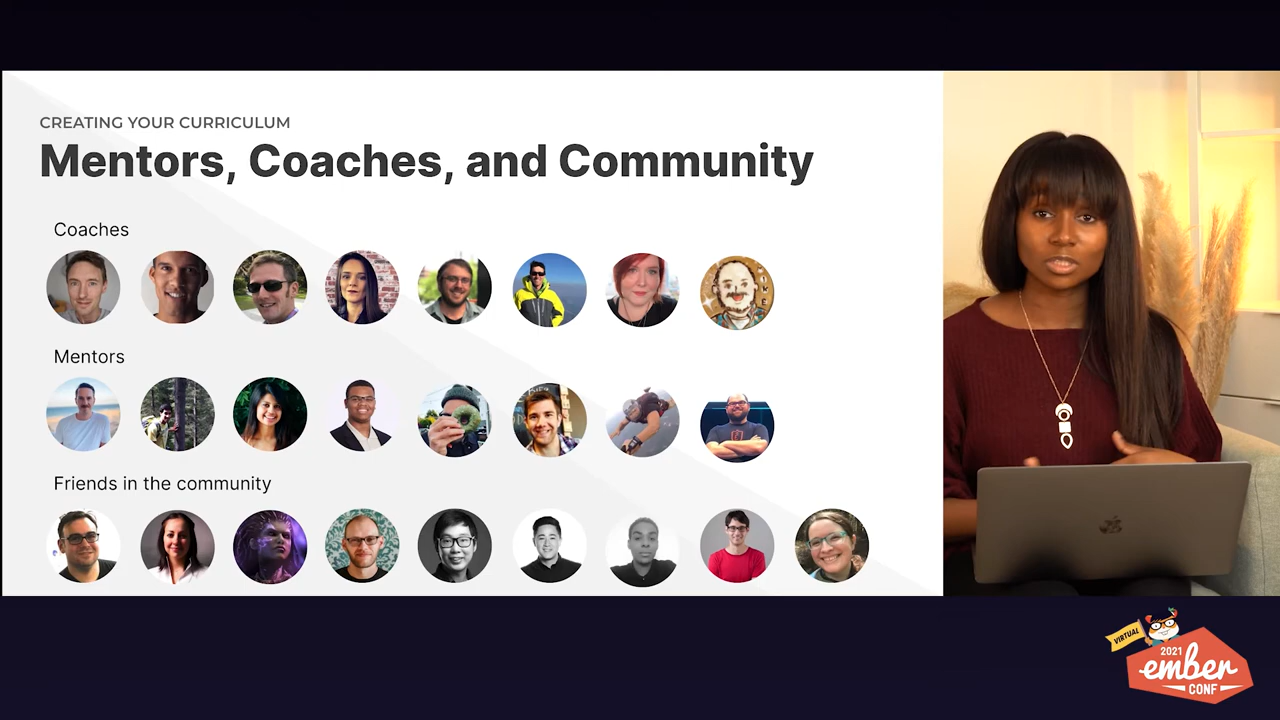 CREATING YOUR CURRICULUM
Mentors, Coaches, and Community
Coaches
Mentors
Friends in the community
VIRTUAL
2021
ember
CONF